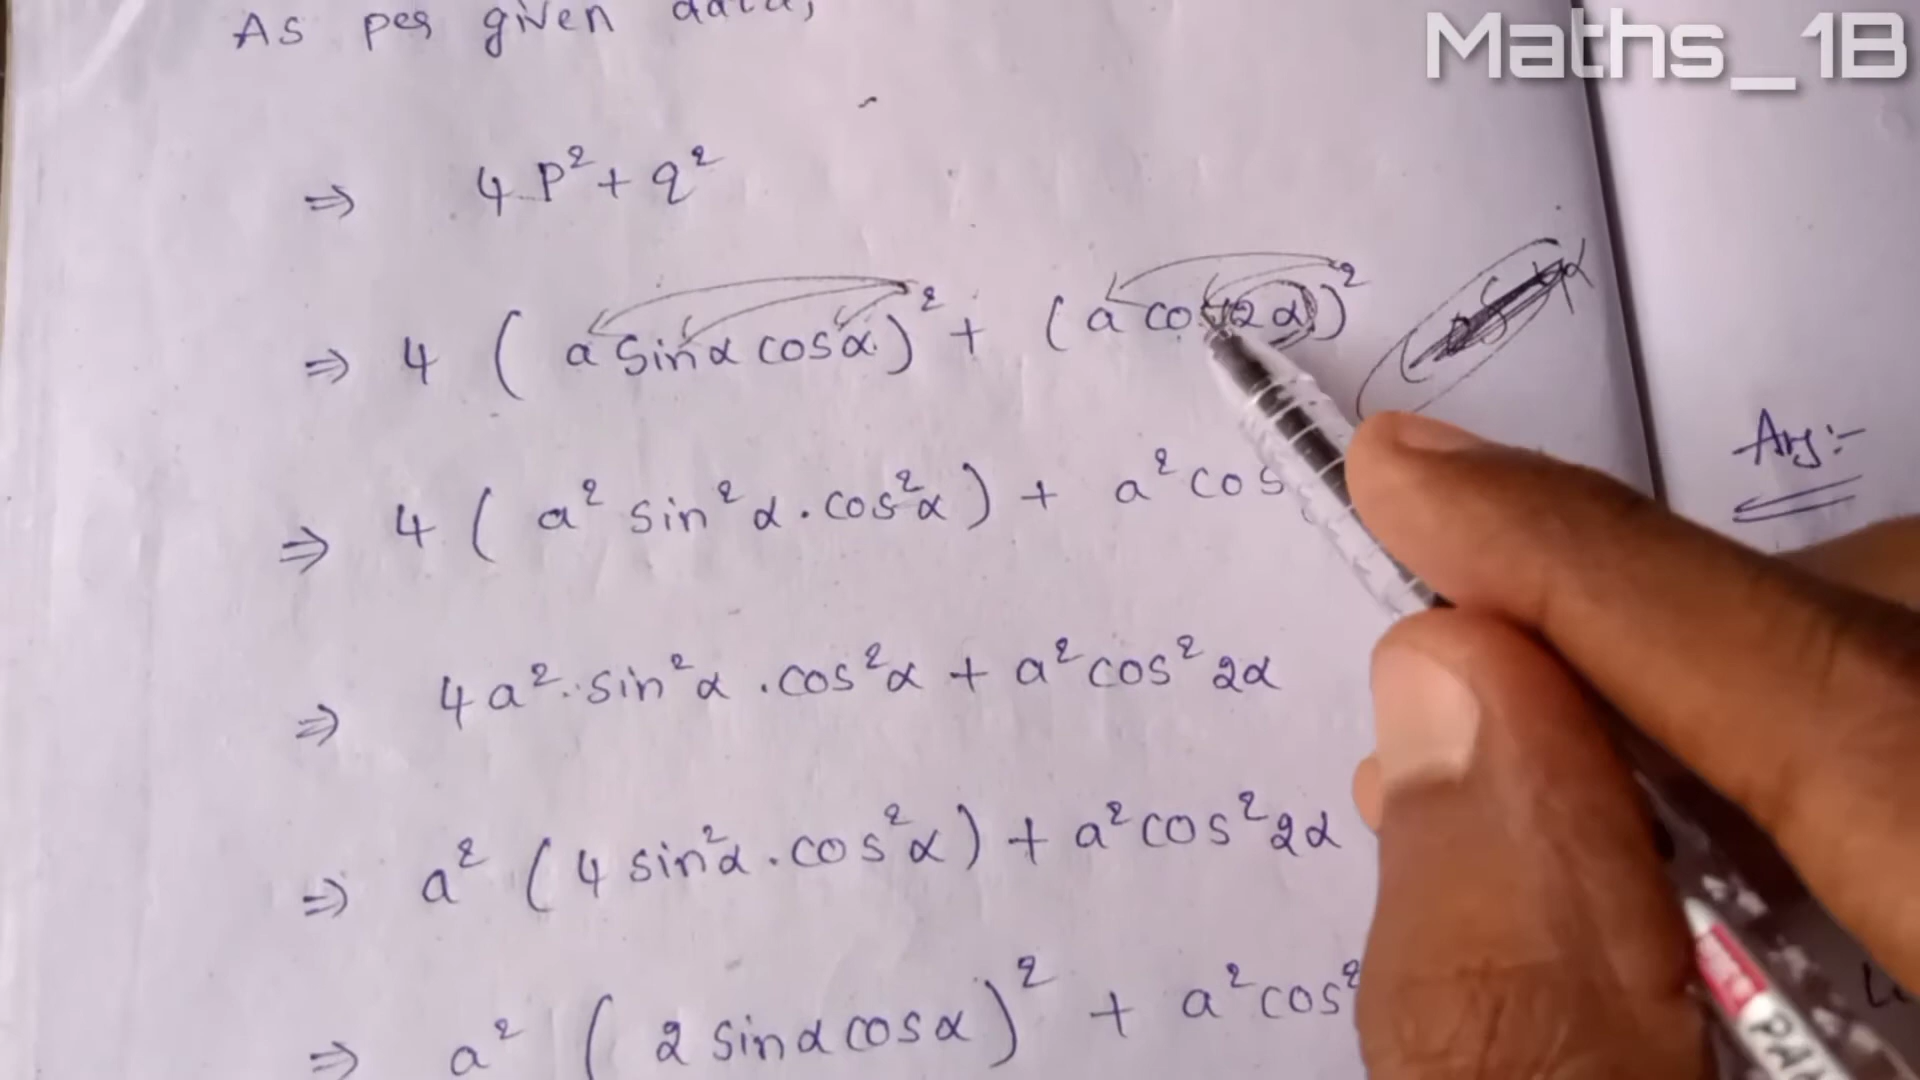 As per given data,
Maths_1B
⇒ 4p² + q²
⇒ 4 (a sinα cosα)² + (a cos(2α))²
⇒ 4 (a² sin²α . cos²α) + a² cos
⇒ 4a² . sin²α . cos²α + a² cos² 2α
⇒ a² (4 sin²α . cos²α) + a² cos² 2α
⇒ a² (2 sinα cosα)² + a² cos²